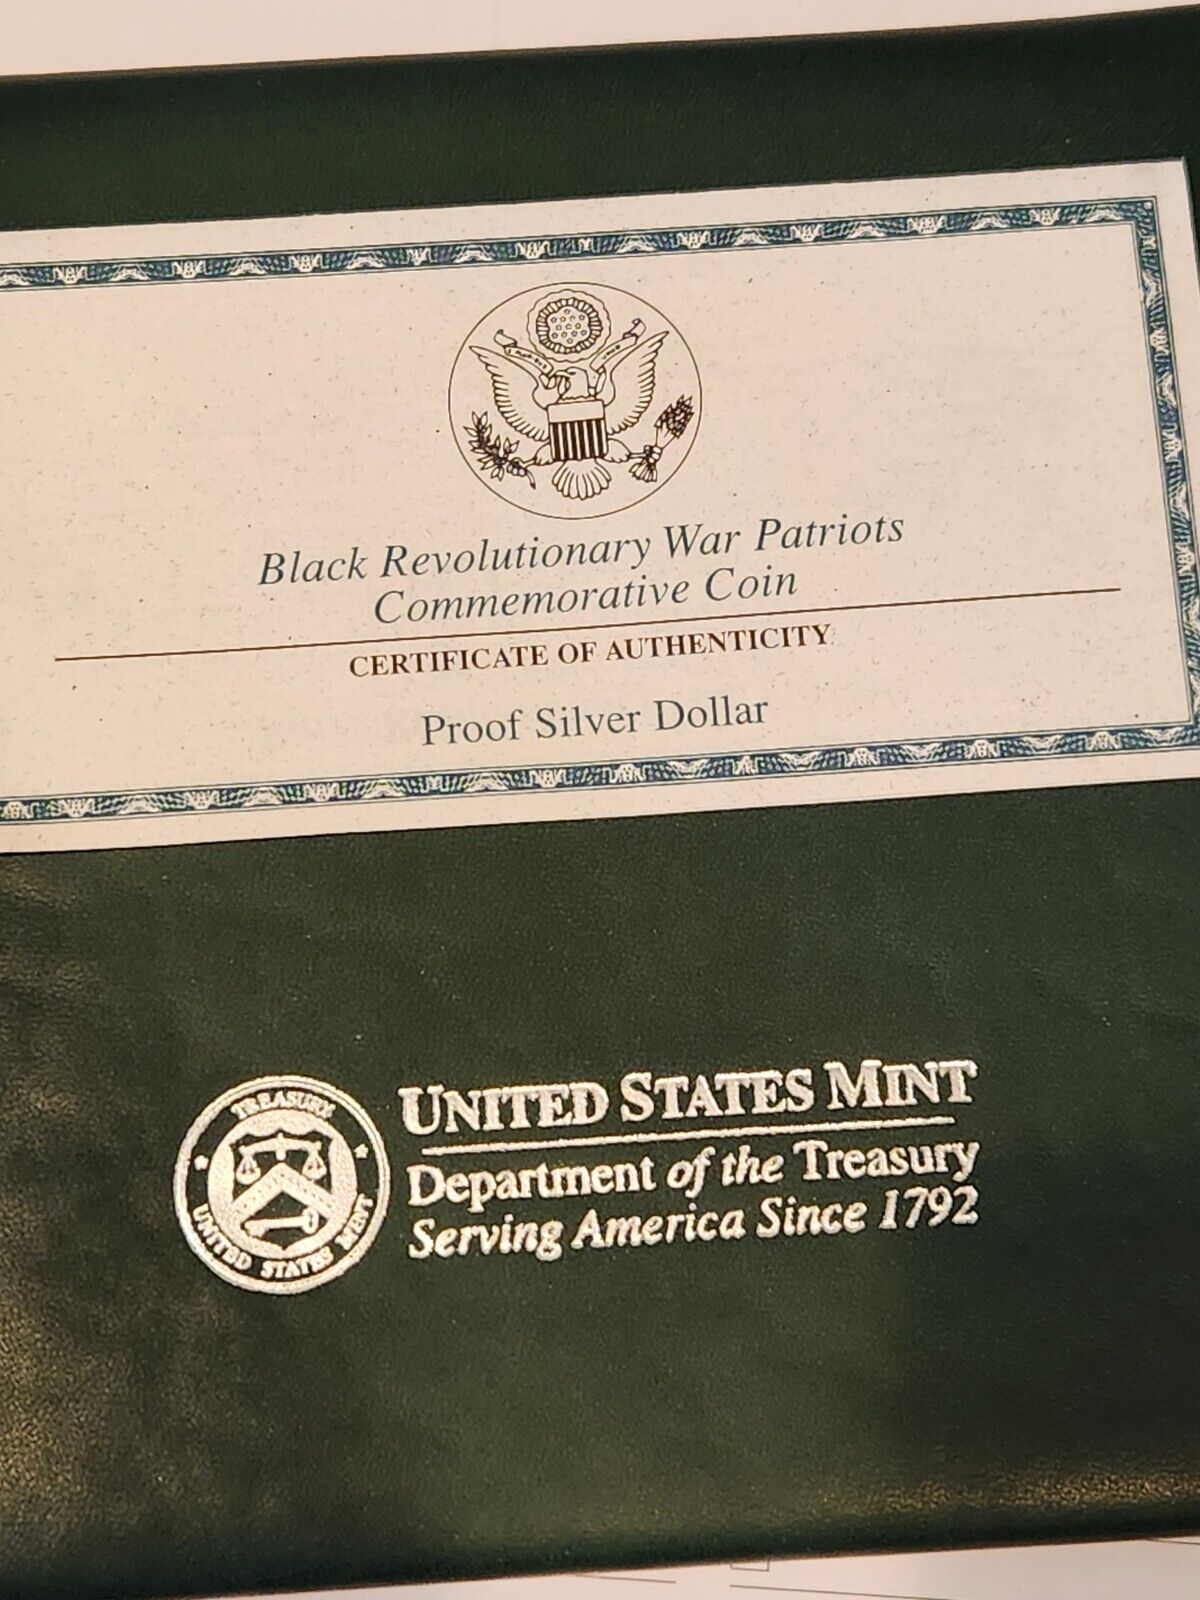 Black Revolutionary War Patriots
Commemorative Coin
CERTIFICATE OF AUTHENTICITY
Proof Silver Dollar
TREASURY
UNITED STATES MINT
UNITED STATES MINT
Department of the Treasury
Serving America Since 1792